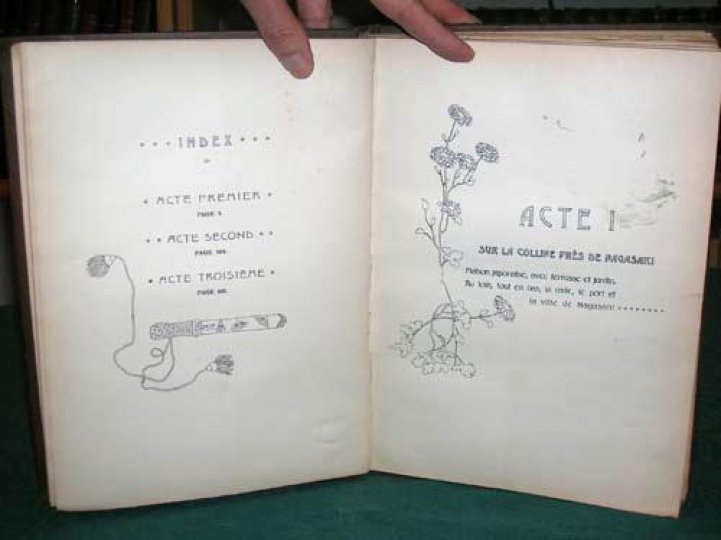 INDEX
ACTE PREMIER
ACTE SECOND
ACTE TROISIÈME
ACTE I
SUR LA COLLINE PRÈS DE NAGASAKI
Maison japonaise, avec terrasse et jardin.
Au loin, tout en bas, la rade, le port et
la ville de Nagasaki